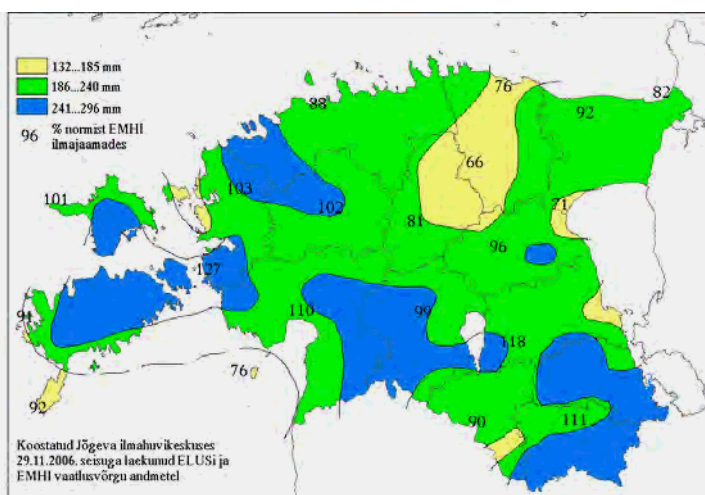 132...185 mm
186...240 mm
241...296 mm
96 % normist EMHI
ilmajaamades
76
82
88
92
66
103
101
102
71
81
96
127
110
99
94
118
76
92
90
111
Koostatud Jõgeva ilmahuvikeskuses
29.11.2006. seisuga laekunud ELUSi ja
EMHI vaatlusvõrgu andmetel